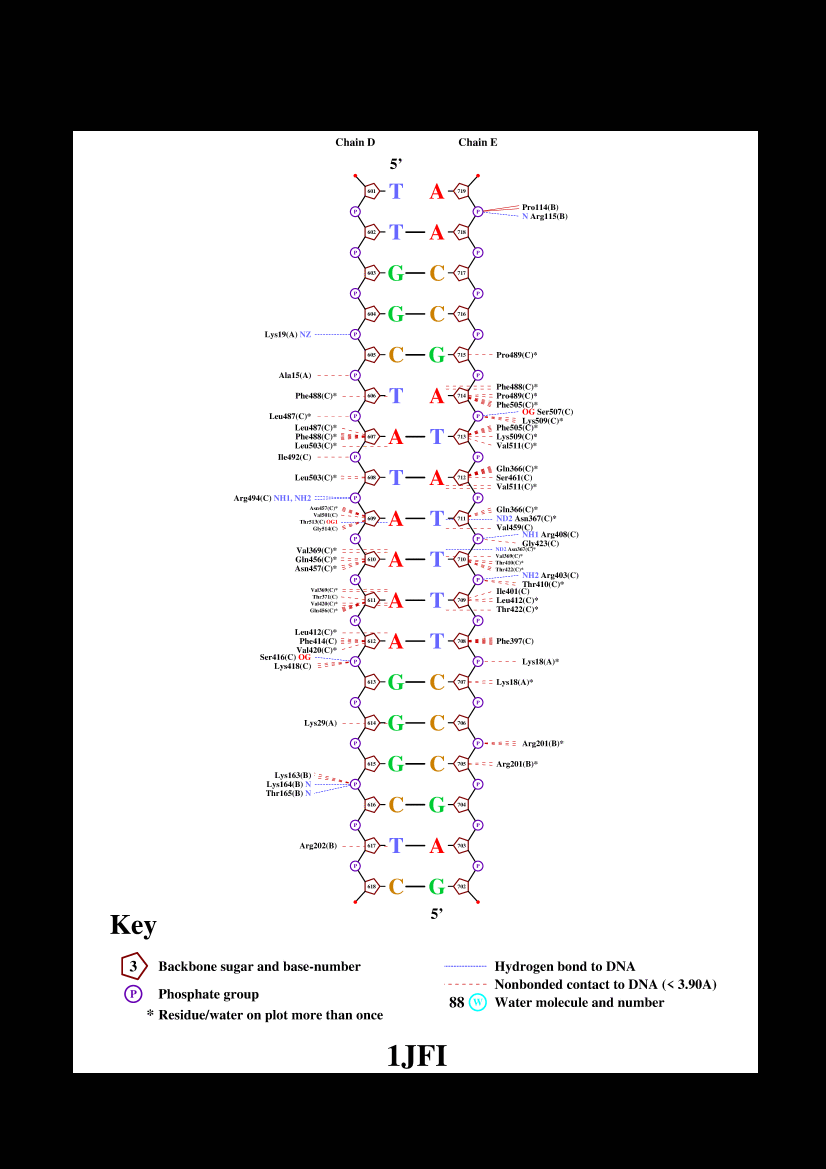 Chain D Chain E
5’
601 T A 719
P P Pro114(B)
N Arg115(B)
602 T A 718
P P
603 G C 717
P P
604 G C 716
Lys19(A) NZ P P
605 C G 715 Pro489(C)*
Ala15(A) P P
Phe488(C)*
Phe488(C)* 606 T A 714 Pro489(C)*
Phe505(C)*
Leu487(C)* P P OG Ser507(C)
Lys509(C)*
Leu487(C)* Phe505(C)*
Phe488(C)* 607 A T 713 Lys509(C)*
Leu503(C)* Val511(C)*
Ile492(C) P P
Gln366(C)*
Leu503(C)* 608 T A 712 Ser461(C)
Val511(C)*
Arg494(C) NH1, NH2 P P
Asn457(C)* Gln366(C)*
Val501(C)
Thr513(C) OG1 609 A T 711 ND2 Asn367(C)*
Gly514(C) Val459(C)
P P NH1 Arg408(C)
Gly423(C)
Val369(C)* ND2 Asn367(C)*
Val369(C)*
Gln456(C)* 610 A T 710 Thr410(C)*
Asn457(C)* Thr422(C)*
P P NH2 Arg403(C)
Thr410(C)*
Val369(C)* Ile401(C)
Thr371(C) 611 A T 709 Leu412(C)*
Val420(C)*
Gln456(C)* Thr422(C)*
P P
Leu412(C)*
Phe414(C) 612 A T 708 Phe397(C)
Val420(C)*
Ser416(C) OG P P Lys18(A)*
Lys418(C)
613 G C 707 Lys18(A)*
P P
Lys29(A) 614 G C 706
P P Arg201(B)*
615 G C 705 Arg201(B)*
Lys163(B)
Lys164(B) N P P
Thr165(B) N
616 C G 704
P P
Arg202(B) 617 T A 703
P P
618 C G 702
5’
Key
3 Backbone sugar and base-number
P Phosphate group
* Residue/water on plot more than once
Hydrogen bond to DNA
Nonbonded contact to DNA (< 3.90A)
88 W Water molecule and number
1JFI